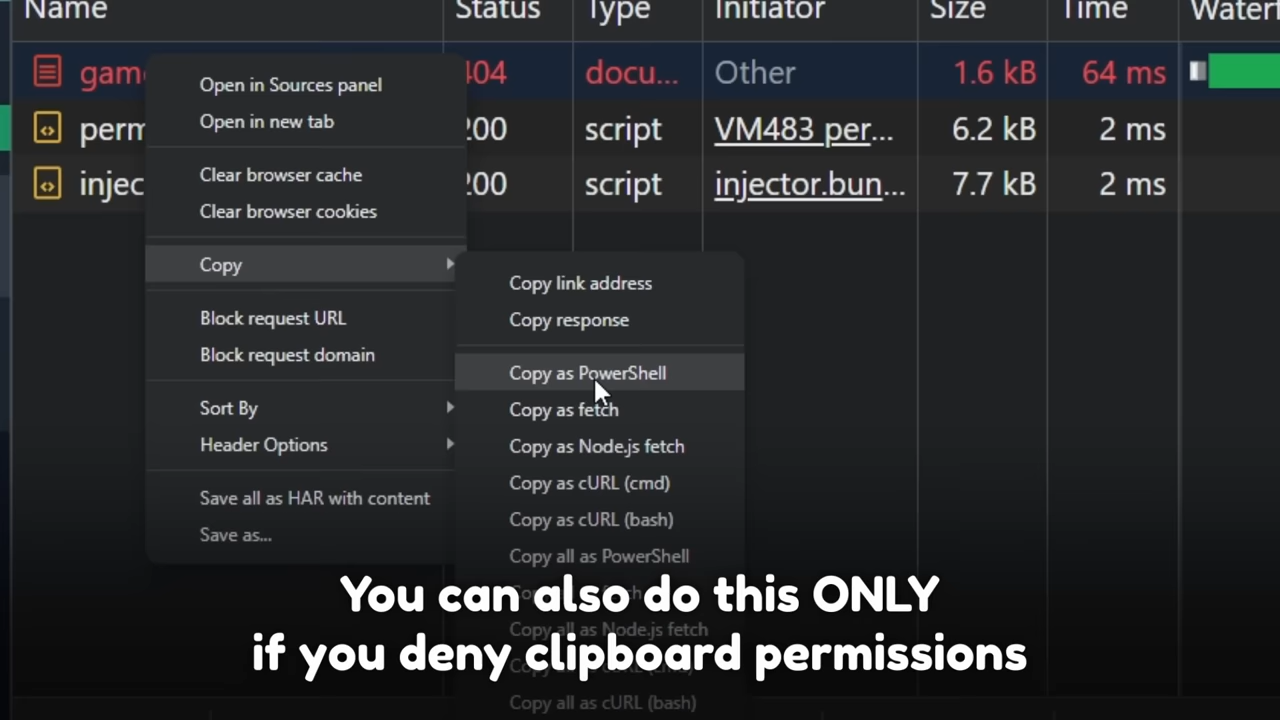 Name Status Type Initiator Size Time
gam 404 docu... Other 1.6 kB 64 ms
perm 200 script VM483 per... 6.2 kB 2 ms
injec 200 script injector.bun... 7.7 kB 2 ms
Open in Sources panel
Open in new tab
Clear browser cache
Clear browser cookies
Copy
Block request URL
Block request domain
Sort By
Header Options
Save all as HAR with content
Save as...
Copy link address
Copy response
Copy as PowerShell
Copy as fetch
Copy as Node.js fetch
Copy as cURL (cmd)
Copy as cURL (bash)
Copy all as PowerShell
Copy all as Node.js fetch
Copy all as cURL (bash)
You can also do this ONLY
if you deny clipboard permissions